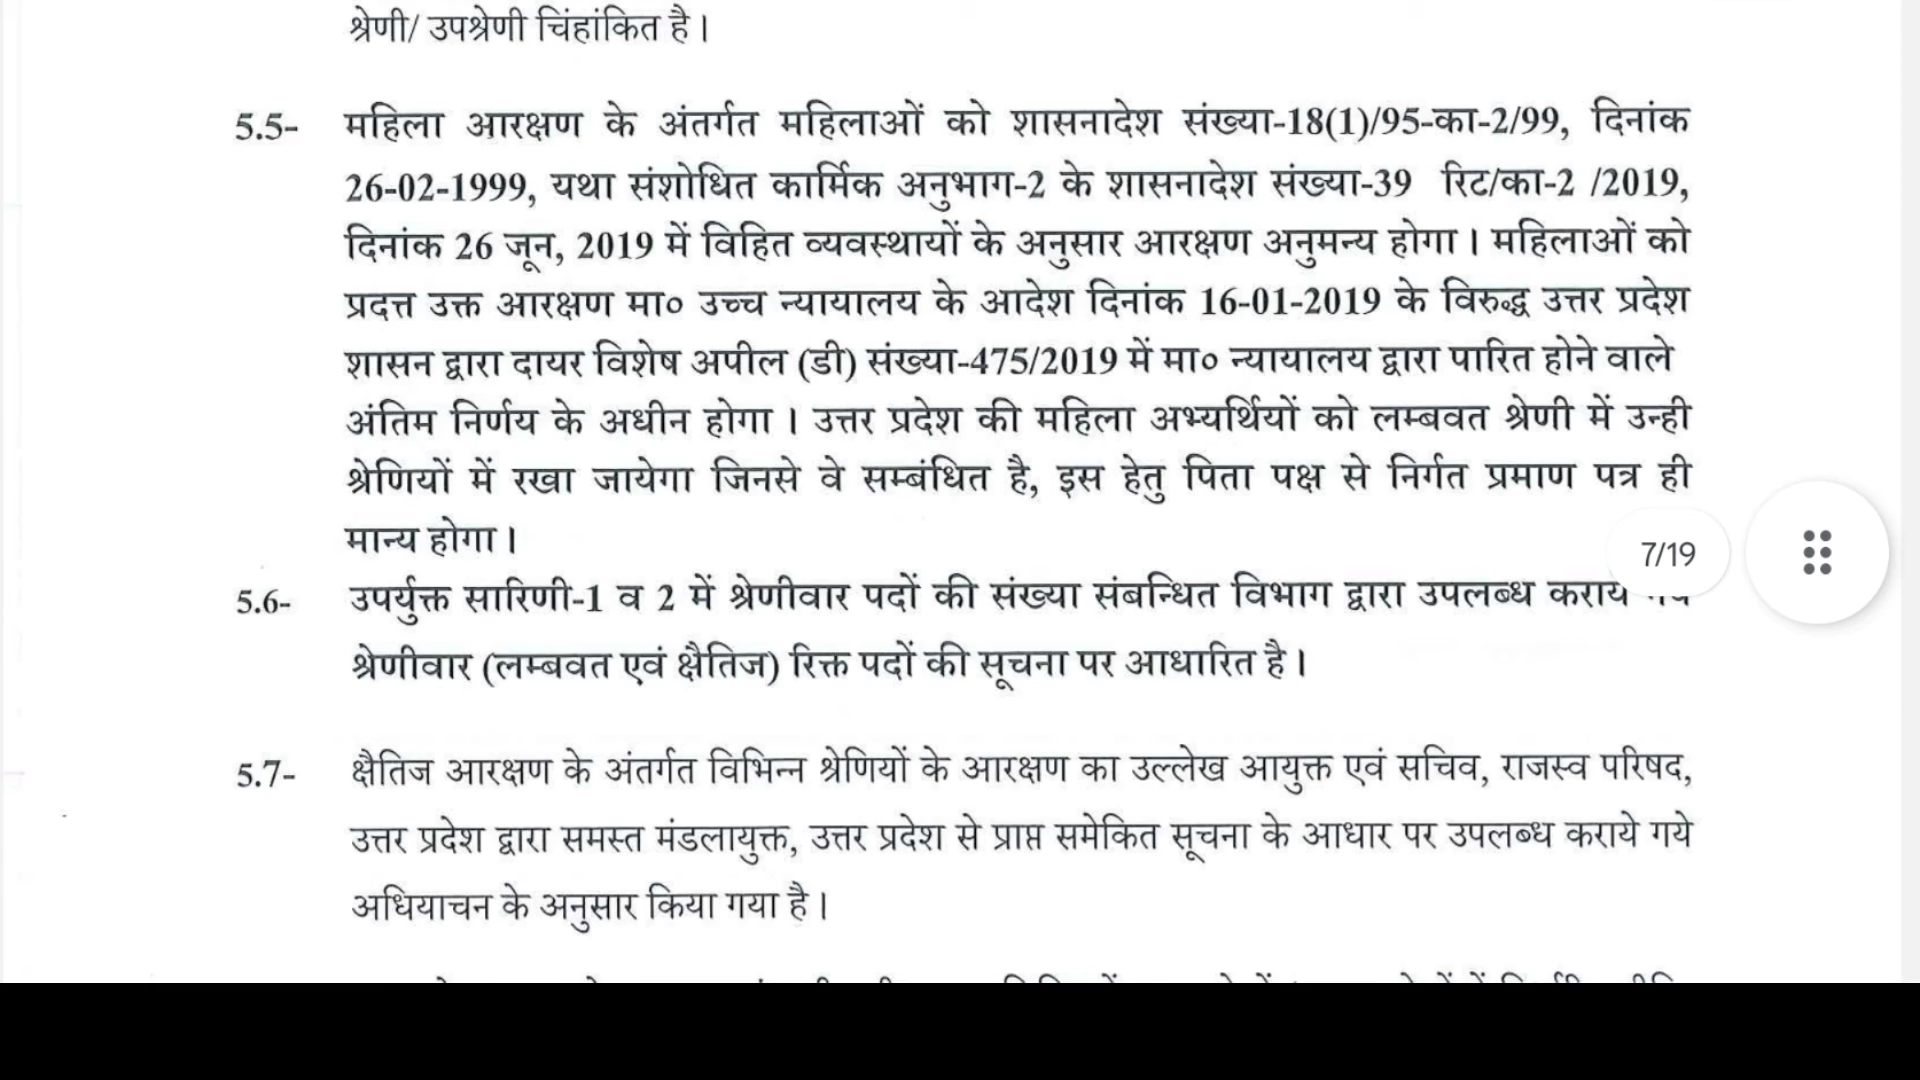 श्रेणी/ उपश्रेणी चिंहांकित है।
5.5- महिला आरक्षण के अंतर्गत महिलाओं को शासनादेश संख्या-18(1)/95-का-2/99, दिनांक
26-02-1999, यथा संशोधित कार्मिक अनुभाग-2 के शासनादेश संख्या-39 रिट/का-2 /2019,
दिनांक 26 जून, 2019 में विहित व्यवस्थायों के अनुसार आरक्षण अनुमन्य होगा। महिलाओं को
प्रदत्त उक्त आरक्षण मा० उच्च न्यायालय के आदेश दिनांक 16-01-2019 के विरुद्ध उत्तर प्रदेश
शासन द्वारा दायर विशेष अपील (डी) संख्या-475/2019 में मा० न्यायालय द्वारा पारित होने वाले
अंतिम निर्णय के अधीन होगा। उत्तर प्रदेश की महिला अभ्यर्थियों को लम्बवत श्रेणी में उन्ही
श्रेणियों में रखा जायेगा जिनसे वे सम्बंधित है, इस हेतु पिता पक्ष से निर्गत प्रमाण पत्र ही
मान्य होगा।
7/19
5.6- उपर्युक्त सारिणी-1 व 2 में श्रेणीवार पदों की संख्या संबन्धित विभाग द्वारा उपलब्ध कराये
श्रेणीवार (लम्बवत एवं क्षैतिज) रिक्त पदों की सूचना पर आधारित है।
5.7- क्षैतिज आरक्षण के अंतर्गत विभिन्न श्रेणियों के आरक्षण का उल्लेख आयुक्त एवं सचिव, राजस्व परिषद,
उत्तर प्रदेश द्वारा समस्त मंडलायुक्त, उत्तर प्रदेश से प्राप्त समेकित सूचना के आधार पर उपलब्ध कराये गये
अधियाचन के अनुसार किया गया है।